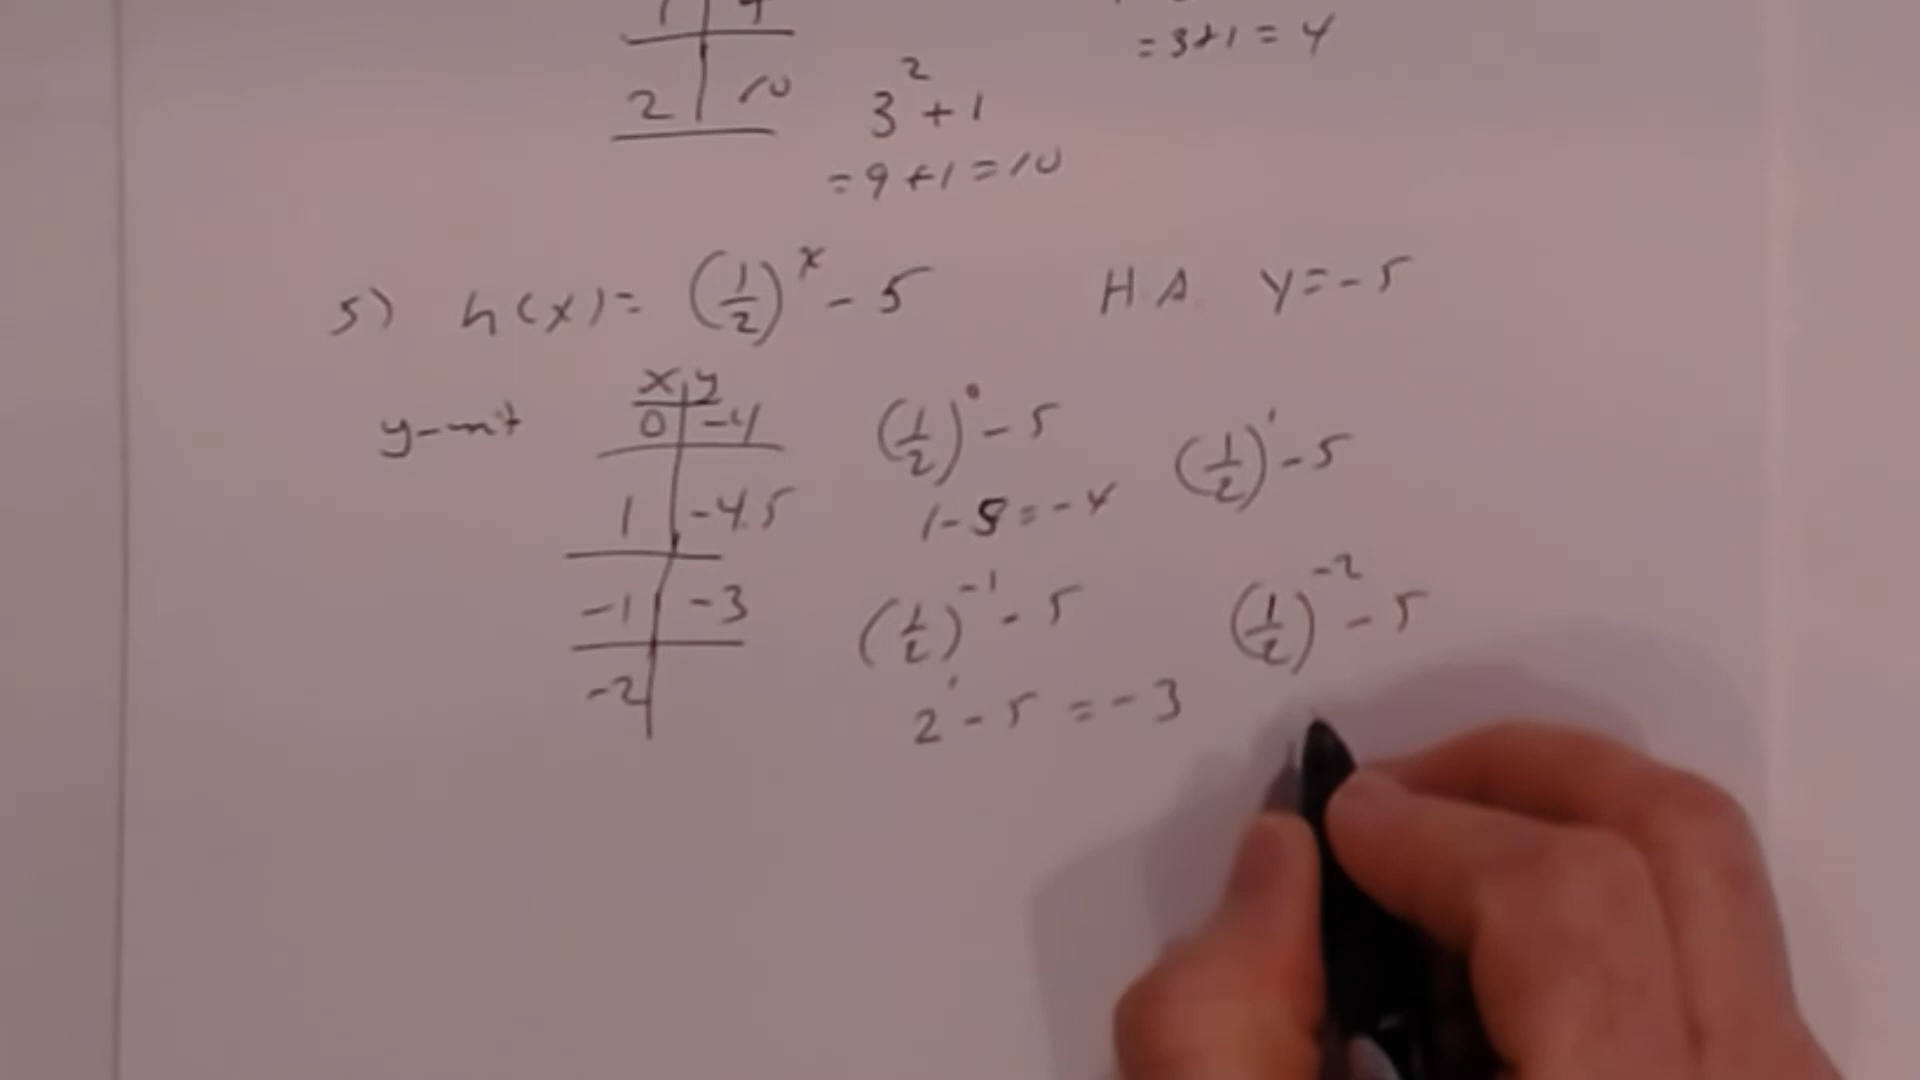 1 | 4
= 3+1 = 4
2 | 10
3² + 1
= 9 + 1 = 10
5) h(x) = (1/2)^x - 5 H.A. y = -5
x | y
y-int 0 | -4 (1/2)^0 - 5 (1/2)^1 - 5
1 | -4.5 1 - 5 = -4
-1 | -3 (1/2)^-1 - 5 (1/2)^-2 - 5
-2 | 2^1 - 5 = -3